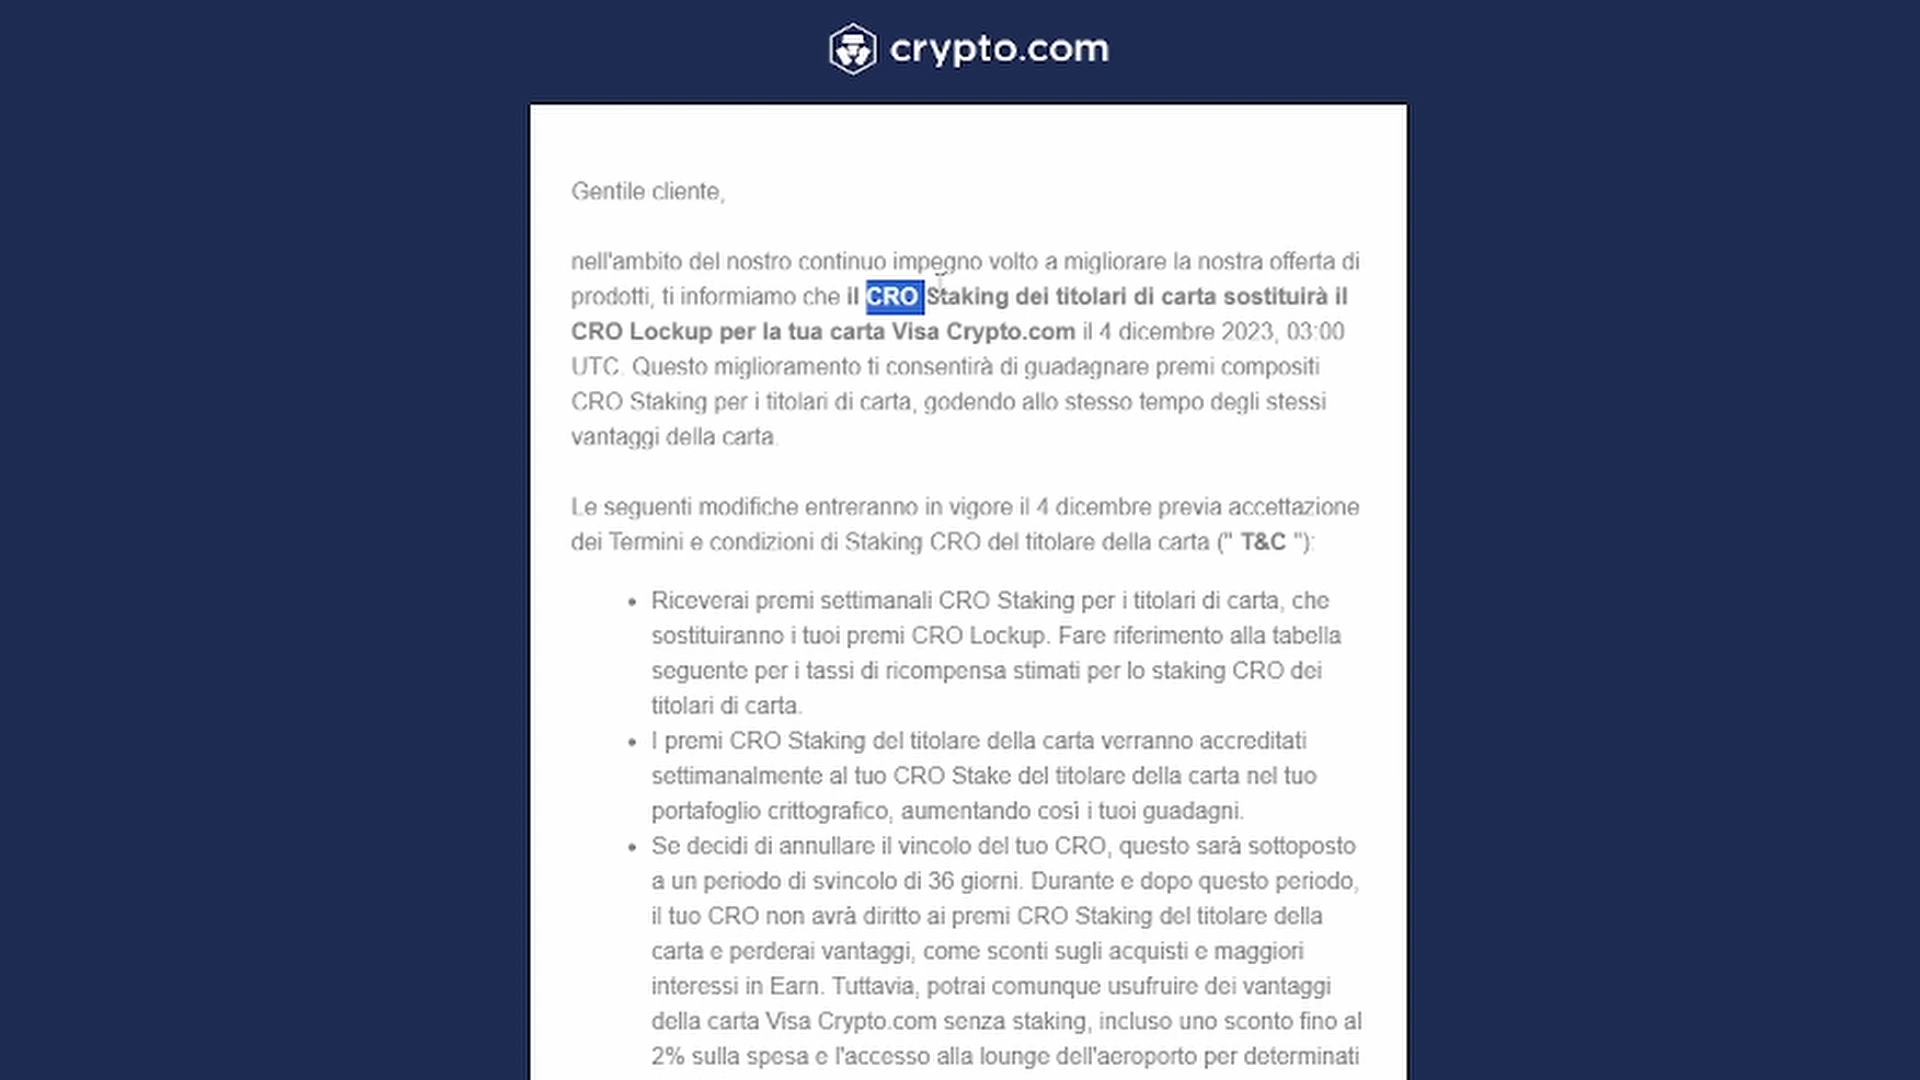 crypto.com
Gentile cliente,
nell'ambito del nostro continuo impegno volto a migliorare la nostra offerta di
prodotti, ti informiamo che il CRO Staking dei titolari di carta sostituirà il
CRO Lockup per la tua carta Visa Crypto.com il 4 dicembre 2023, 03:00
UTC. Questo miglioramento ti consentirà di guadagnare premi compositi
CRO Staking per i titolari di carta, godendo allo stesso tempo degli stessi
vantaggi della carta.
Le seguenti modifiche entreranno in vigore il 4 dicembre previa accettazione
dei Termini e condizioni di Staking CRO del titolare della carta (" T&C "):
• Riceverai premi settimanali CRO Staking per i titolari di carta, che
sostituiranno i tuoi premi CRO Lockup. Fare riferimento alla tabella
seguente per i tassi di ricompensa stimati per lo staking CRO dei
titolari di carta.
• I premi CRO Staking del titolare della carta verranno accreditati
settimanalmente al tuo CRO Stake del titolare della carta nel tuo
portafoglio crittografico, aumentando così i tuoi guadagni.
• Se decidi di annullare il vincolo del tuo CRO, questo sarà sottoposto
a un periodo di svincolo di 36 giorni. Durante e dopo questo periodo,
il tuo CRO non avrà diritto ai premi CRO Staking del titolare della
carta e perderai vantaggi, come sconti sugli acquisti e maggiori
interessi in Earn. Tuttavia, potrai comunque usufruire dei vantaggi
della carta Visa Crypto.com senza staking, incluso uno sconto fino al
2% sulla spesa e l'accesso alla lounge dell'aeroporto per determinati